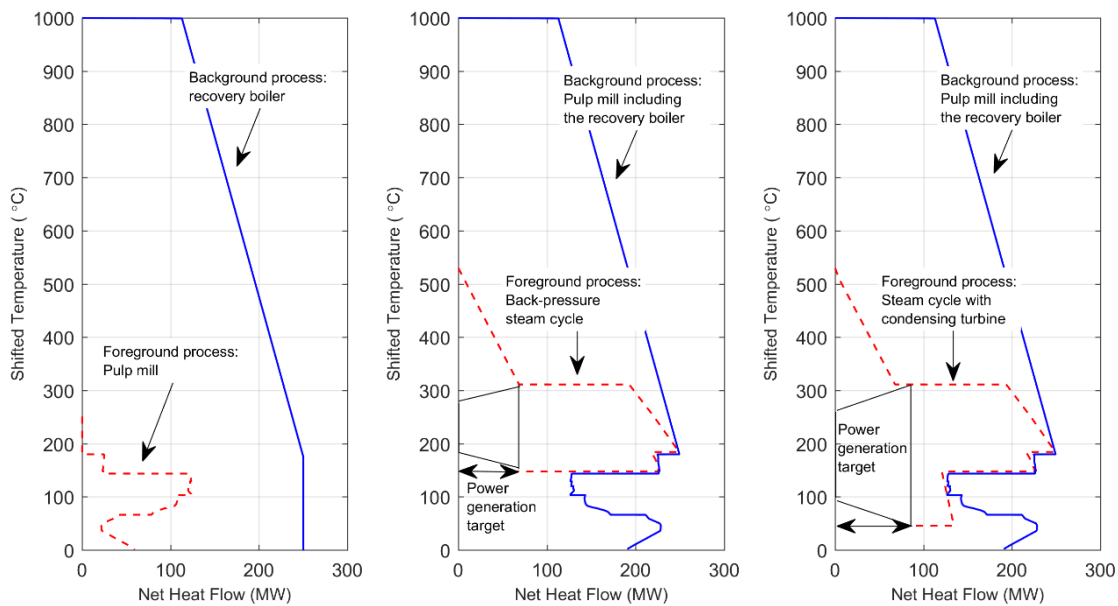 1000
900
800
700
600
500
400
300
200
100
0
0
100
200
300
Shifted Temperature ( °C)
Net Heat Flow (MW)
Background process:
recovery boiler
Foreground process:
Pulp mill
1000
900
800
700
600
500
400
300
200
100
0
0
100
200
300
Shifted Temperature ( °C)
Net Heat Flow (MW)
Background process:
Pulp mill including
the recovery boiler
Foreground process:
Back-pressure
steam cycle
Power
generation
target
1000
900
800
700
600
500
400
300
200
100
0
0
100
200
300
Shifted Temperature ( °C)
Net Heat Flow (MW)
Background process:
Pulp mill including
the recovery boiler
Foreground process:
Steam cycle with
condensing turbine
Power
generation
target